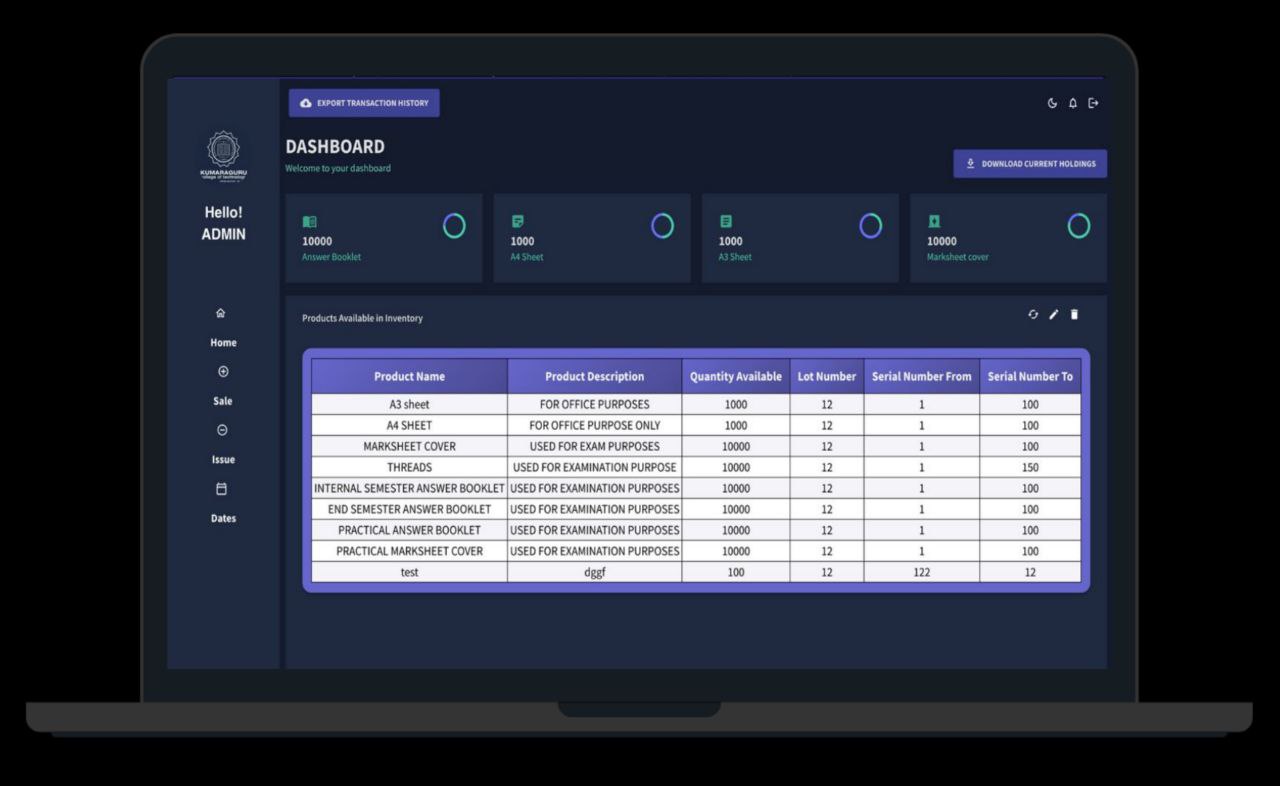 EXPORT TRANSACTION HISTORY
KUMARAGURU
college of technology
Hello!
ADMIN
Home
Sale
Issue
Dates
DASHBOARD
Welcome to your dashboard
DOWNLOAD CURRENT HOLDINGS
10000
Answer Booklet
1000
A4 Sheet
1000
A3 Sheet
10000
Marksheet cover
Products Available in Inventory
Product Name Product Description Quantity Available Lot Number Serial Number From Serial Number To
A3 sheet FOR OFFICE PURPOSES 1000 12 1 100
A4 SHEET FOR OFFICE PURPOSE ONLY 1000 12 1 100
MARKSHEET COVER USED FOR EXAM PURPOSES 10000 12 1 100
THREADS USED FOR EXAMINATION PURPOSE 10000 12 1 150
INTERNAL SEMESTER ANSWER BOOKLET USED FOR EXAMINATION PURPOSES 10000 12 1 100
END SEMESTER ANSWER BOOKLET USED FOR EXAMINATION PURPOSES 10000 12 1 100
PRACTICAL ANSWER BOOKLET USED FOR EXAMINATION PURPOSES 10000 12 1 100
PRACTICAL MARKSHEET COVER USED FOR EXAMINATION PURPOSES 10000 12 1 100
test dggf 100 12 122 12